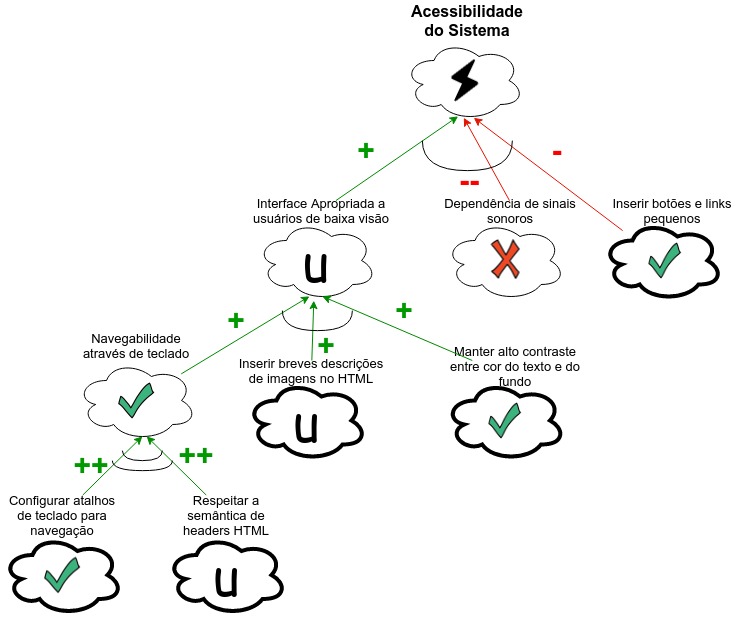 Acessibilidade
do Sistema
+
--
-
Interface Apropriada a
usuários de baixa visão
Dependência de sinais
sonoros
Inserir botões e links
pequenos
u
+
+
+
Navegabilidade
através de teclado
Inserir breves descrições
de imagens no HTML
Manter alto contraste
entre cor do texto e do
fundo
u
++
++
Configurar atalhos
de teclado para
navegação
Respeitar a
semântica de
headers HTML
u